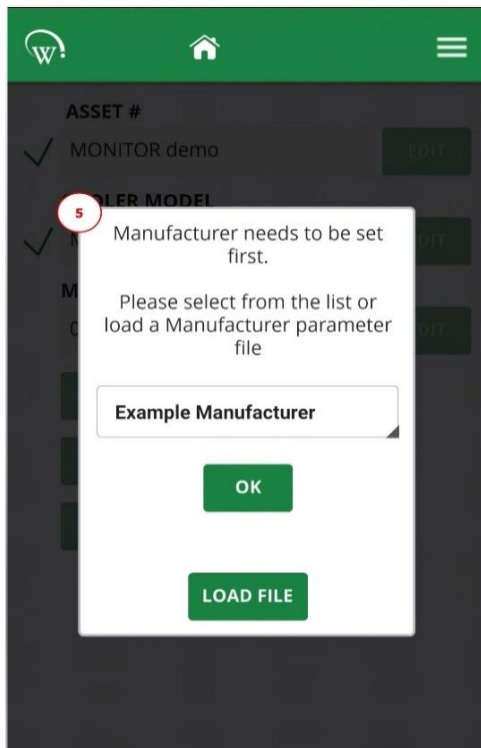 W
ASSET #
MONITOR demo
EDIT
OLER MODEL
5
Manufacturer needs to be set
first.
Please select from the list or
load a Manufacturer parameter
file
Example Manufacturer
OK
LOAD FILE